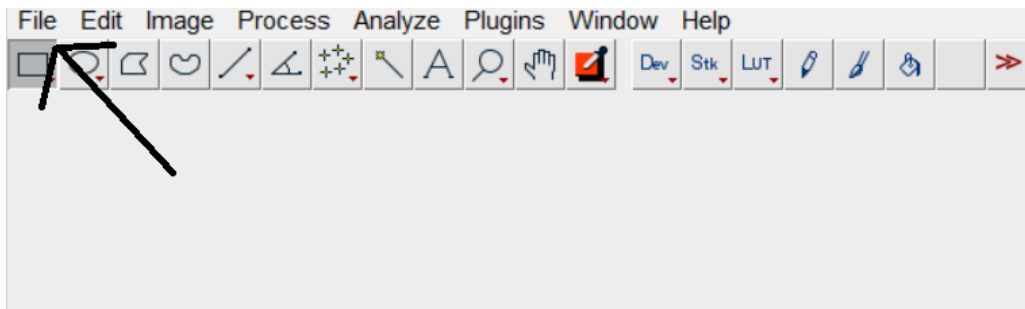 File Edit Image Process Analyze Plugins Window Help
A Dev Stk LUT